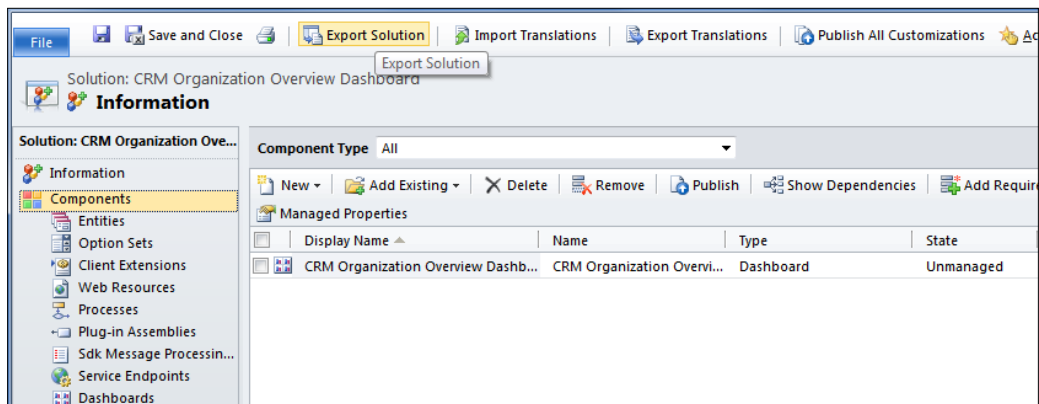 File Save and Close Export Solution Import Translations Export Translations Publish All Customizations
Export Solution
Solution: CRM Organization Overview Dashboard
Information
Solution: CRM Organization Ove...
Component Type All
Information
New Add Existing Delete Remove Publish Show Dependencies Add Requir
Components
Managed Properties
Entities
Display Name Name Type State
Option Sets
Client Extensions
CRM Organization Overview Dashb... CRM Organization Overvi... Dashboard Unmanaged
Web Resources
Processes
Plug-in Assemblies
Sdk Message Processin...
Service Endpoints
Dashboards